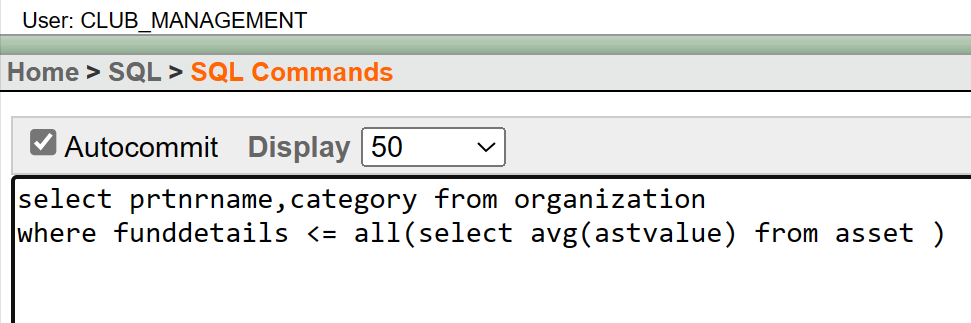 User: CLUB_MANAGEMENT
Home > SQL > SQL Commands
Autocommit Display 50
select prtnrname,category from organization
where funddetails <= all(select avg(astvalue) from asset )